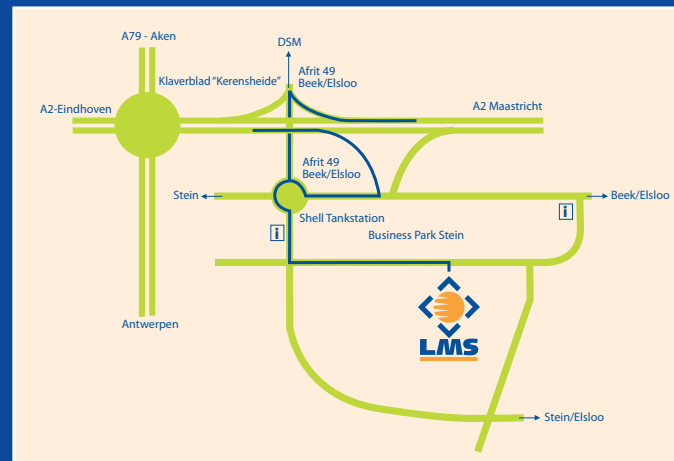 A79 - Aken
DSM
Klaverblad "Kerensheide"
Afrit 49
Beek/Elsloo
A2-Eindhoven
A2 Maastricht
Afrit 49
Beek/Elsloo
Stein
Beek/Elsloo
Shell Tankstation
i
i
Business Park Stein
Antwerpen
LMS
Stein/Elsloo